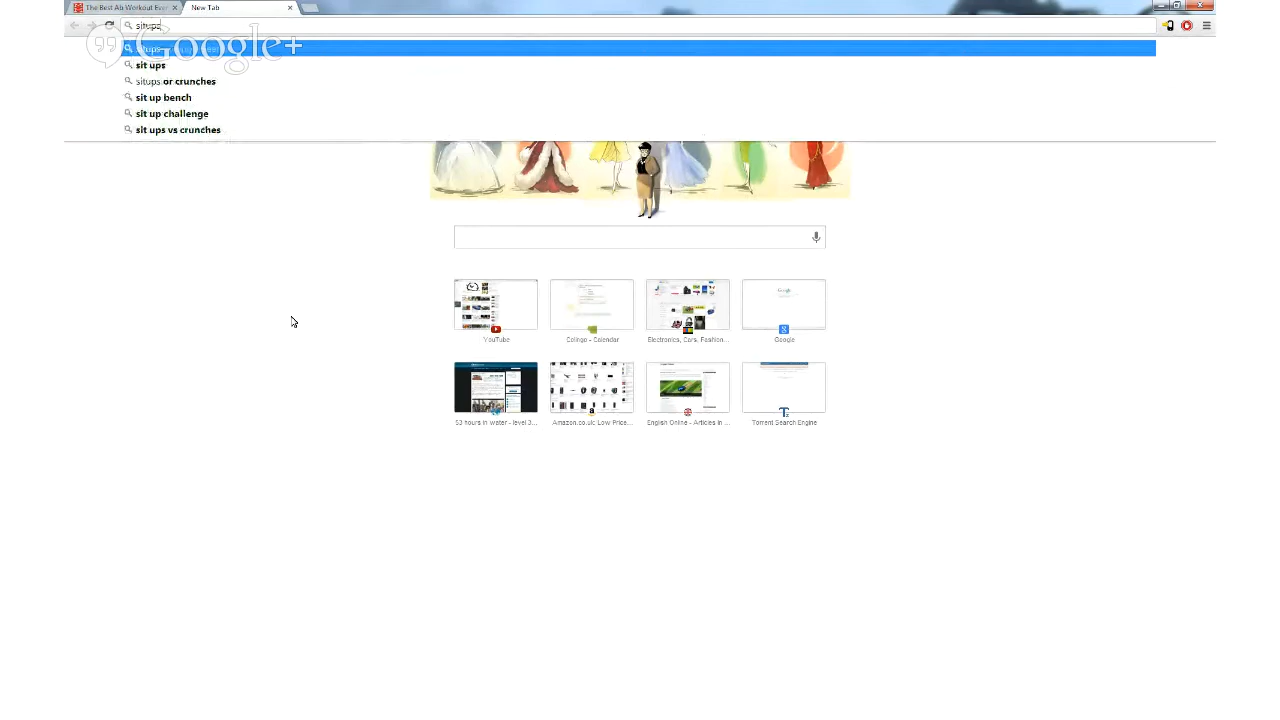 The Best Ab Workout Ever
New Tab
situps
Google+
situps
sit ups
situps or crunches
sit up bench
sit up challenge
sit ups vs crunches
YouTube
Colingo - Calendar
Electronics, Cars, Fashion...
Google
53 hours in water - level 3...
Amazon.co.uk: Low Price...
English Online - Articles in ...
Torrent Search Engine